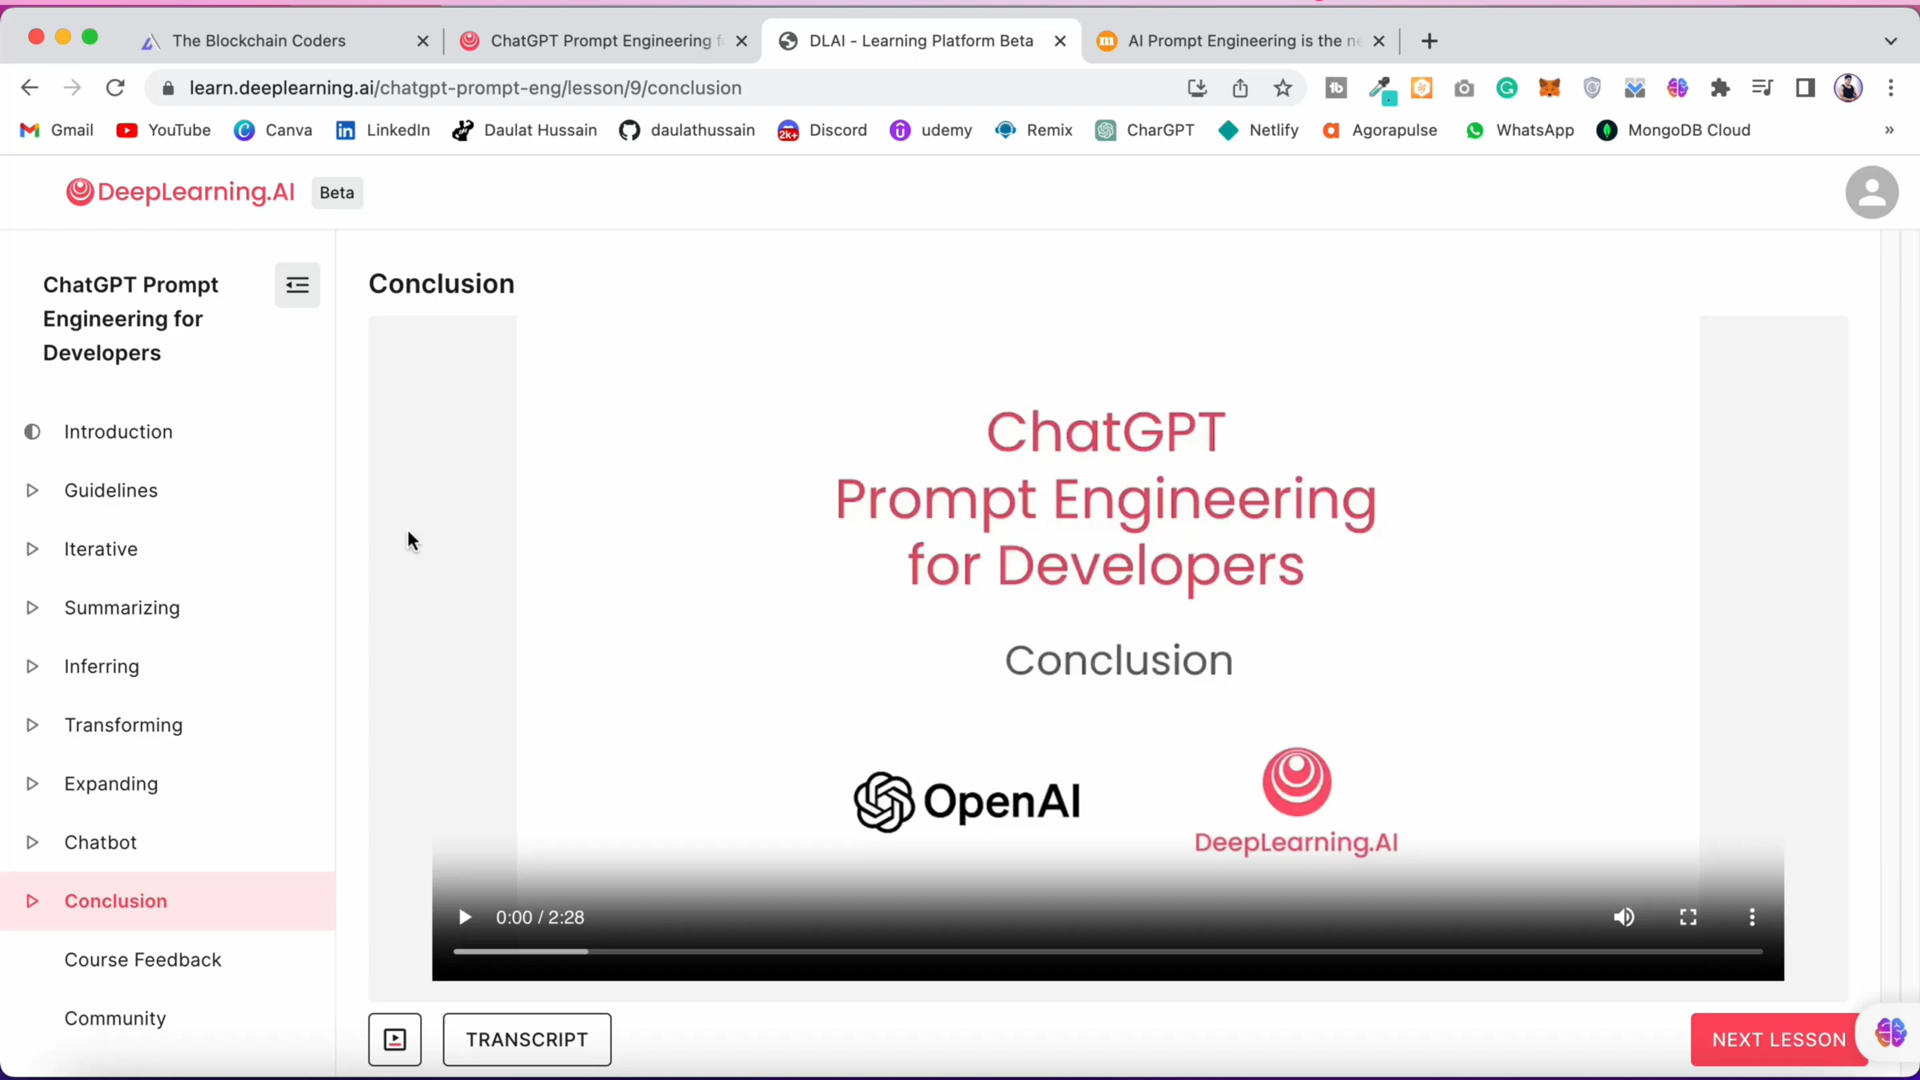 The Blockchain Coders
ChatGPT Prompt Engineering f
DLAI - Learning Platform Beta
AI Prompt Engineering is the ne
learn.deeplearning.ai/chatgpt-prompt-eng/lesson/9/conclusion
Gmail
YouTube
Canva
LinkedIn
Daulat Hussain
daulathussain
Discord
udemy
Remix
CharGPT
Netlify
Agorapulse
WhatsApp
MongoDB Cloud
»
DeepLearning.AI
Beta
ChatGPT Prompt
Engineering for
Developers
Introduction
Guidelines
Iterative
Summarizing
Inferring
Transforming
Expanding
Chatbot
Conclusion
Course Feedback
Community
Conclusion
ChatGPT
Prompt Engineering
for Developers
Conclusion
OpenAI
DeepLearning.AI
0:00 / 2:28
TRANSCRIPT
NEXT LESSON